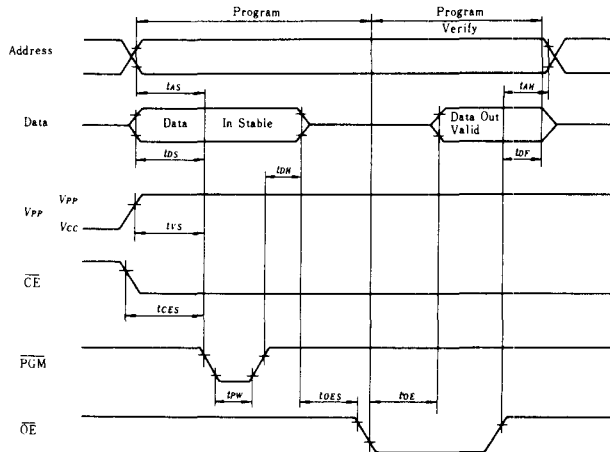 Program Program
Verify
Address
tAS tAH
Data Data In Stable Data Out
Valid
tDS tDH tDF
VPP VPP
VCC tVS
CE
tCES
PGM
tPW
tOES tOE
OE